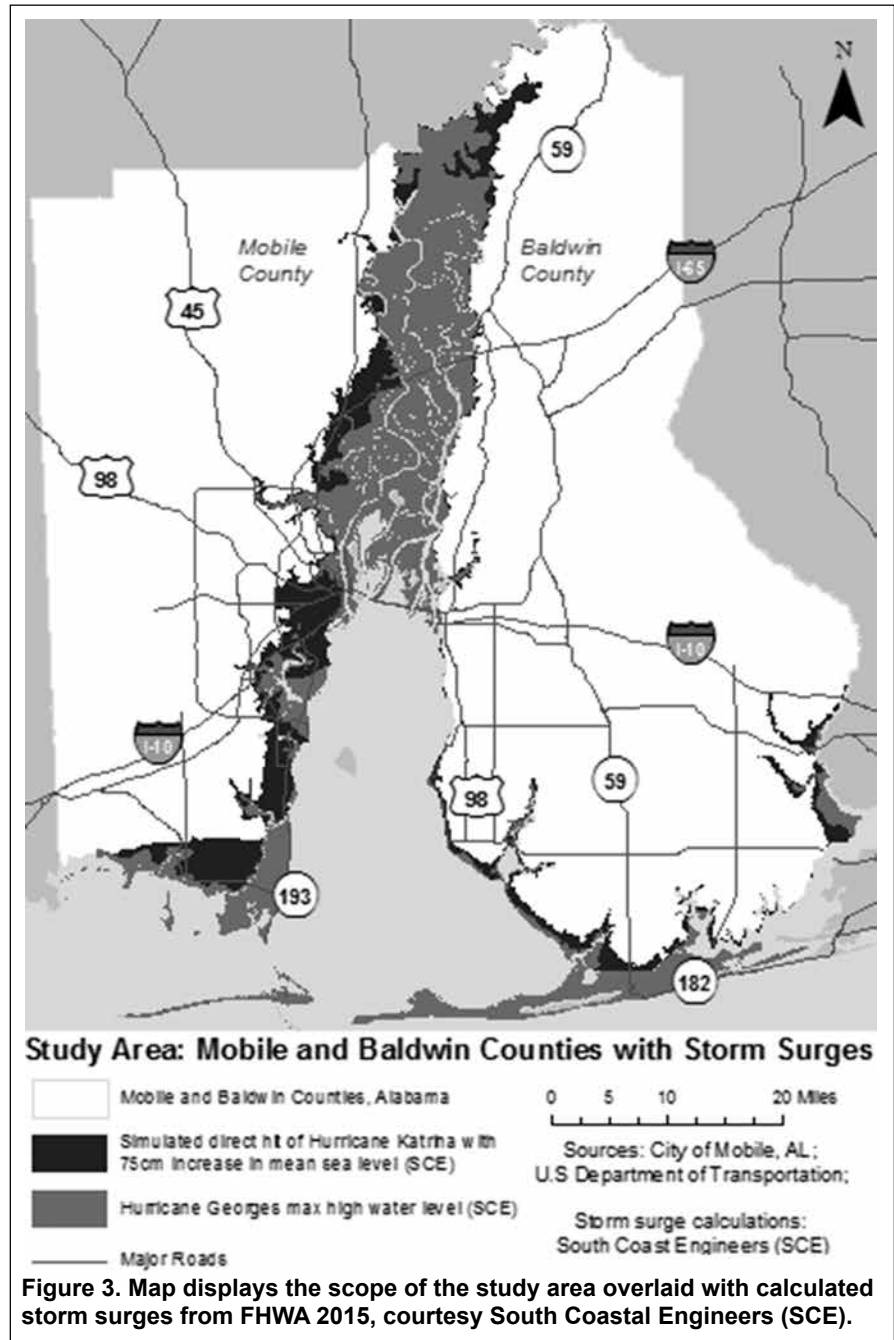 N
59
Mobile
County
Baldwin
County
I-65
45
98
I-10
I-10
98
59
193
182
Study Area: Mobile and Baldwin Counties with Storm Surges
Mobile and Baldwin Counties, Alabama
Simulated direct hit of Hurricane Katrina with
75cm increase in mean sea level (SCE)
Hurricane Georges max high water level (SCE)
Major Roads
0 5 10 20 Miles
Sources: City of Mobile, AL;
U.S Department of Transportation;
Storm surge calculations:
South Coast Engineers (SCE)
Figure 3. Map displays the scope of the study area overlaid with calculated
storm surges from FHWA 2015, courtesy South Coastal Engineers (SCE).